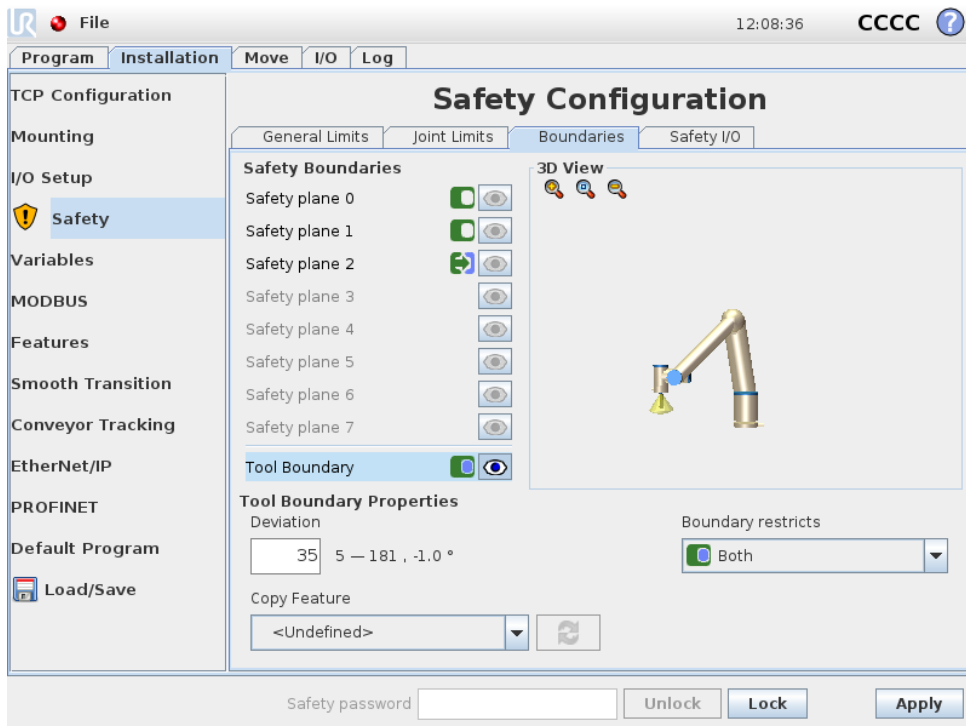 UR File 12:08:36 CCCC ?
Program Installation Move I/O Log
TCP Configuration
Mounting
I/O Setup
Safety
Variables
MODBUS
Features
Smooth Transition
Conveyor Tracking
EtherNet/IP
PROFINET
Default Program
Load/Save
Safety Configuration
General Limits Joint Limits Boundaries Safety I/O
Safety Boundaries
Safety plane 0
Safety plane 1
Safety plane 2
Safety plane 3
Safety plane 4
Safety plane 5
Safety plane 6
Safety plane 7
Tool Boundary
3D View
Tool Boundary Properties
Deviation
35 5 — 181 , -1.0 °
Boundary restricts
Both
Copy Feature
<Undefined>
Safety password Unlock Lock Apply